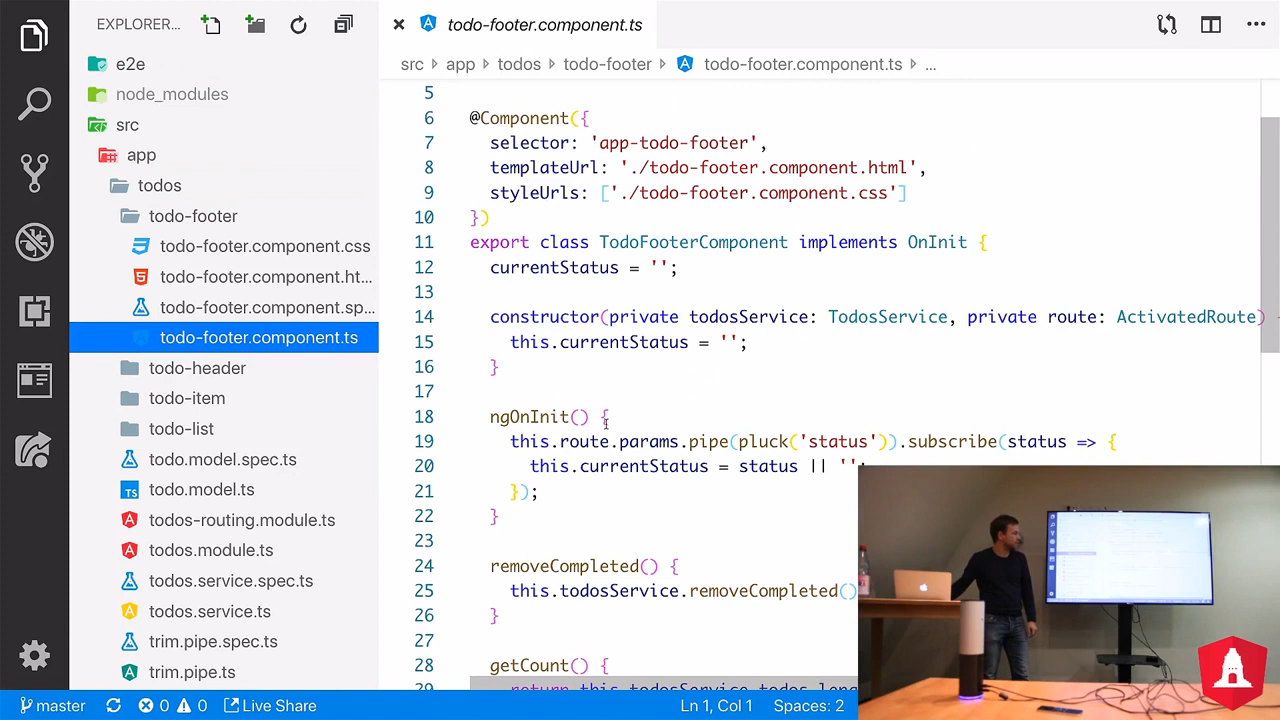 EXPLORER...
e2e
node_modules
src
app
todos
todo-footer
todo-footer.component.css
todo-footer.component.ht...
todo-footer.component.sp...
todo-footer.component.ts
todo-header
todo-item
todo-list
todo.model.spec.ts
TS todo.model.ts
todos-routing.module.ts
todos.module.ts
todos.service.spec.ts
todos.service.ts
trim.pipe.spec.ts
trim.pipe.ts
todo-footer.component.ts
src app todos todo-footer todo-footer.component.ts ...
5
6 @Component({
7 selector: 'app-todo-footer',
8 templateUrl: './todo-footer.component.html',
9 styleUrls: ['./todo-footer.component.css']
10 })
11 export class TodoFooterComponent implements OnInit {
12 currentStatus = '';
13
14 constructor(private todosService: TodosService, private route: ActivatedRoute)
15 this.currentStatus = '';
16 }
17
18 ngOnInit() {
19 this.route.params.pipe(pluck('status')).subscribe(status => {
20 this.currentStatus = status || '';
21 });
22 }
23
24 removeCompleted() {
25 this.todosService.removeCompleted()
26 }
27
28 getCount() {
29 return this.todosService.todos.leng
master 0 0 Live Share Ln 1, Col 1 Spaces: 2